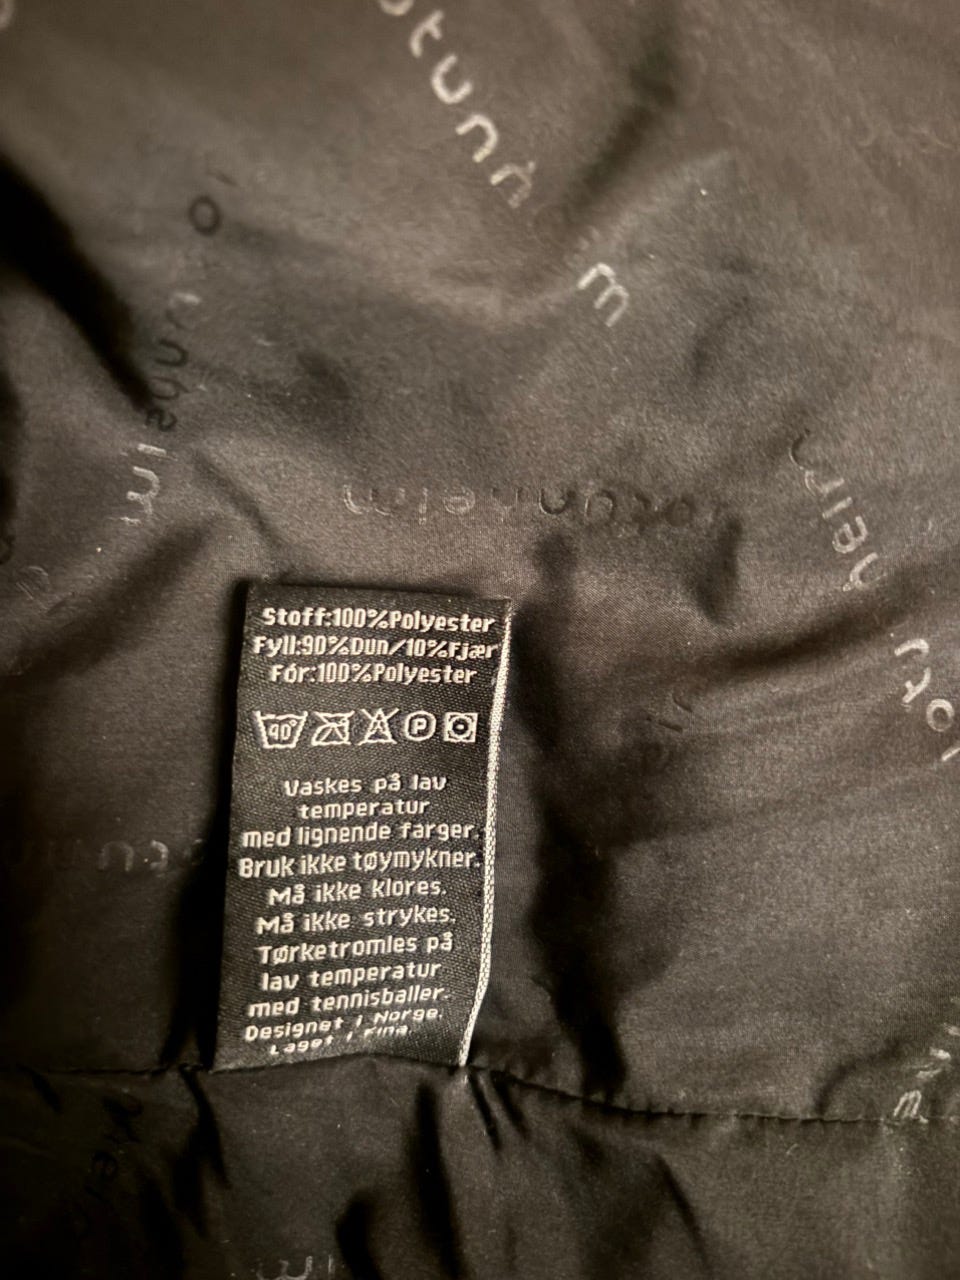 jotunheim
Stoff:100%Polyester
Fyll:90%Dun/10%Fjær
Fór:100%Polyester
40° P
Vaskes på lav
temperatur
med lignende farger.
Bruk ikke tøymykner.
Må ikke klores.
Må ikke strykes.
Tørketromles på
lav temperatur
med tennisballer.
Designet i Norge.
Laget i Kina.